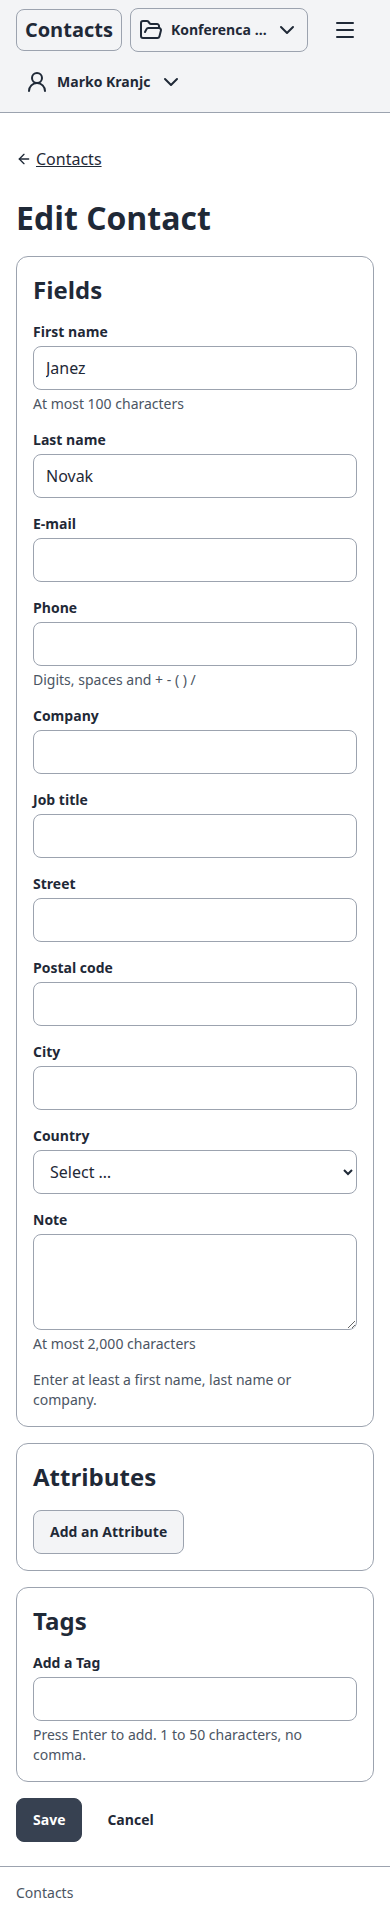 Contacts
Konferenca ...
Marko Kranjc
← Contacts
Edit Contact
Fields
First name
Janez
At most 100 characters
Last name
Novak
E-mail
Phone
Digits, spaces and + - ( ) /
Company
Job title
Street
Postal code
City
Country
Select ...
Note
At most 2,000 characters
Enter at least a first name, last name or
company.
Attributes
Add an Attribute
Tags
Add a Tag
Press Enter to add. 1 to 50 characters, no
comma.
Save
Cancel
Contacts